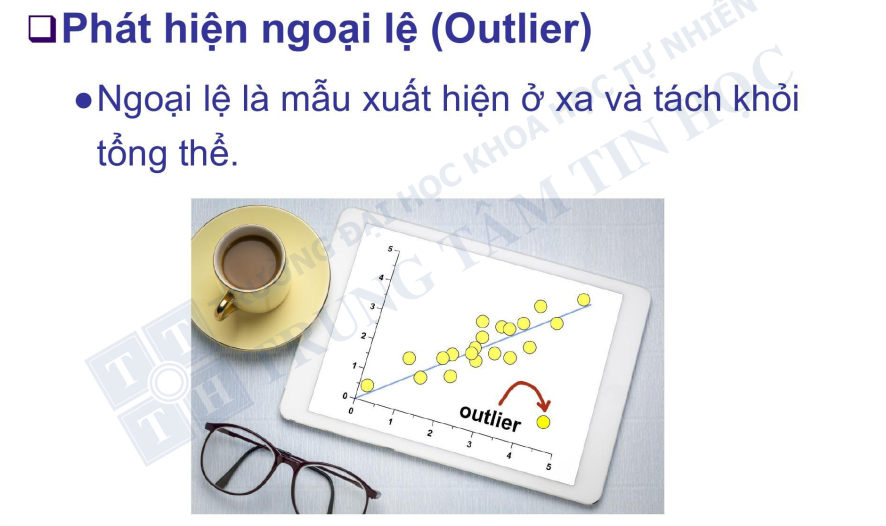 Phát hiện ngoại lệ (Outlier)
Ngoại lệ là mẫu xuất hiện ở xa và tách khỏi
tổng thể.
TRƯỜNG ĐẠI HỌC KHOA HỌC TỰ NHIÊN
TRUNG TÂM TIN HỌC
T T
T H
5
4
3
2
1
0
0
1
2
3
4
5
outlier